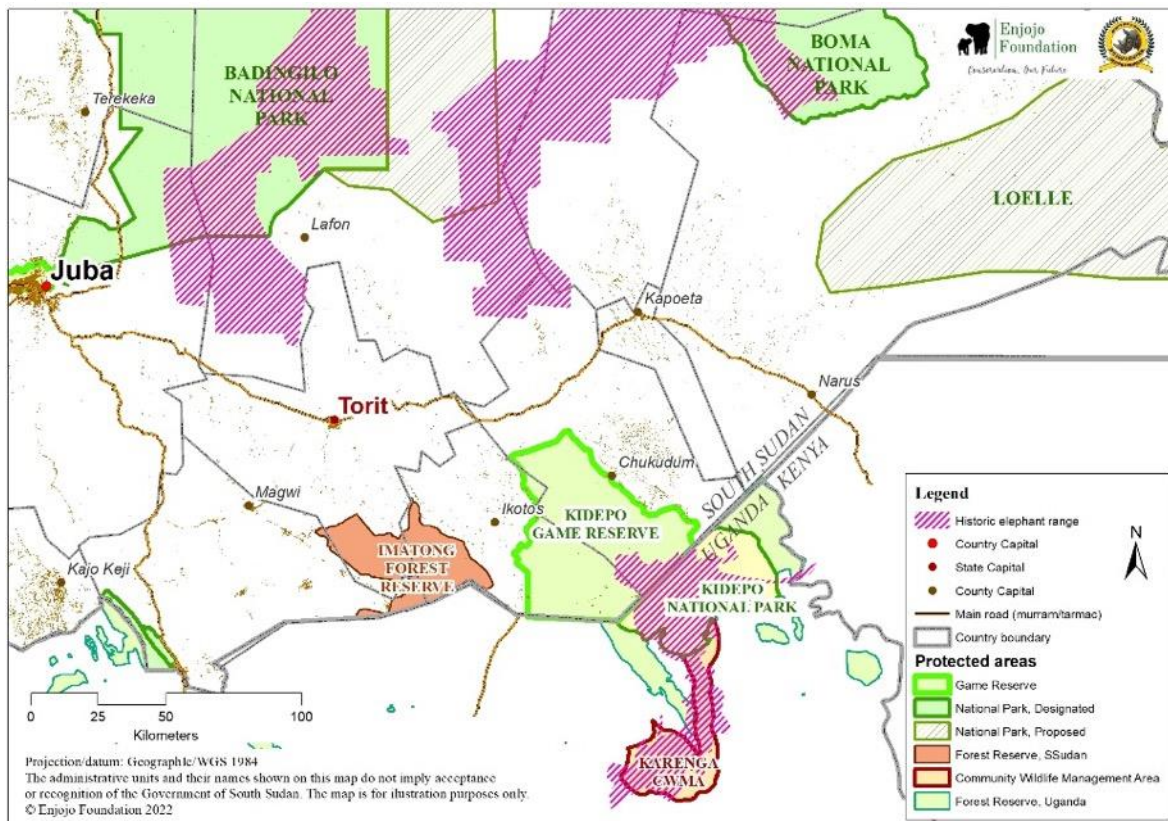 Enjojo
Foundation
Conservation, Our Future
BADINGILO
NATIONAL
PARK
BOMA
NATIONAL
PARK
Terekeka
LOELLE
Lafon
Juba
Kapoeta
Narus
Torit
SOUTH SUDAN
KENYA
UGANDA
Chukudum
Magwi
Ikotos
KIDEPO
GAME RESERVE
IMATONG
FOREST
RESERVE
Kajo Keji
KIDEPO
NATIONAL PARK
KARENGA
CWMA
0 25 50 100
Kilometers
Projection/datum: Geographic/WGS 1984
The administrative units and their names shown on this map do not imply acceptance
or recognition of the Government of South Sudan. The map is for ilustration purposes only.
© Enjojo Foundation 2022
Legend
Historic elephant range
Country Capital
State Capital
County Capital
Main road (murram/tarmac)
Country boundary
Protected areas
Game Reserve
National Park, Designated
National Park, Proposed
Forest Reserve, SSudan
Community Wildlife Management Area
Forest Reserve, Uganda
N